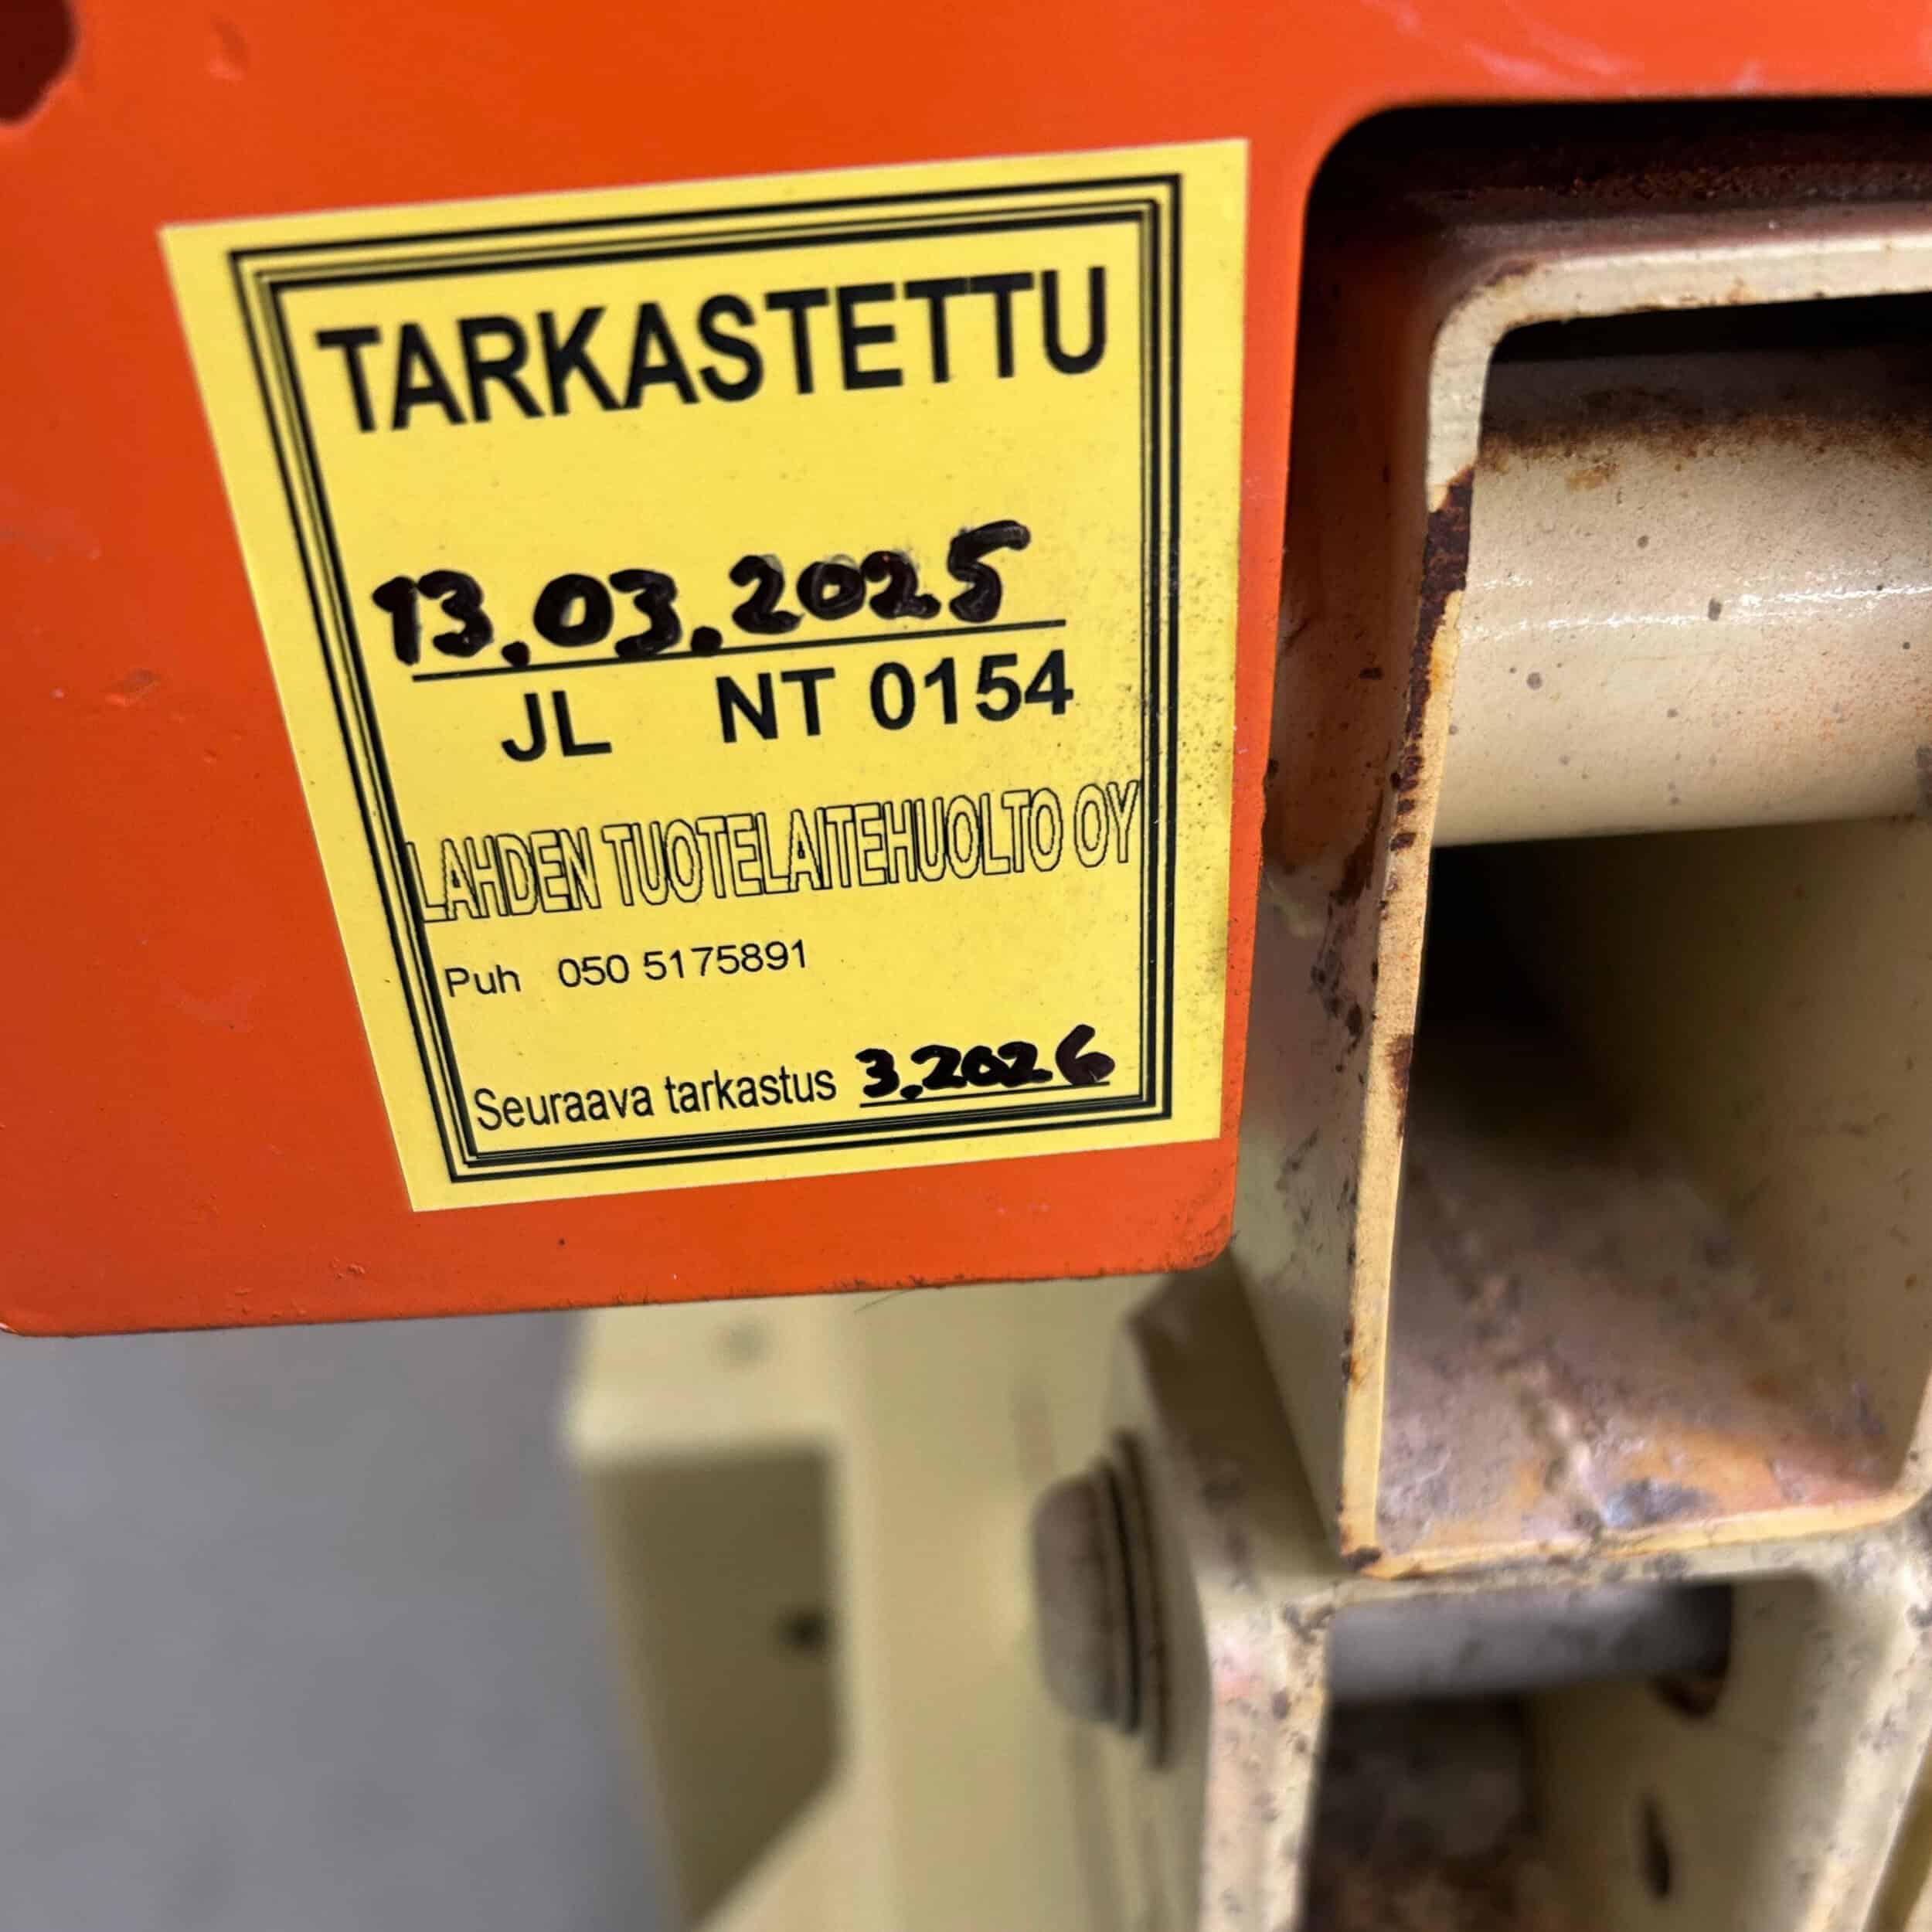 TARKASTETTU
13.03.2025
JL NT 0154
LAHDEN TUOTELAITEHUOLTO OY
Puh 050 5175891
Seuraava tarkastus 3.2026